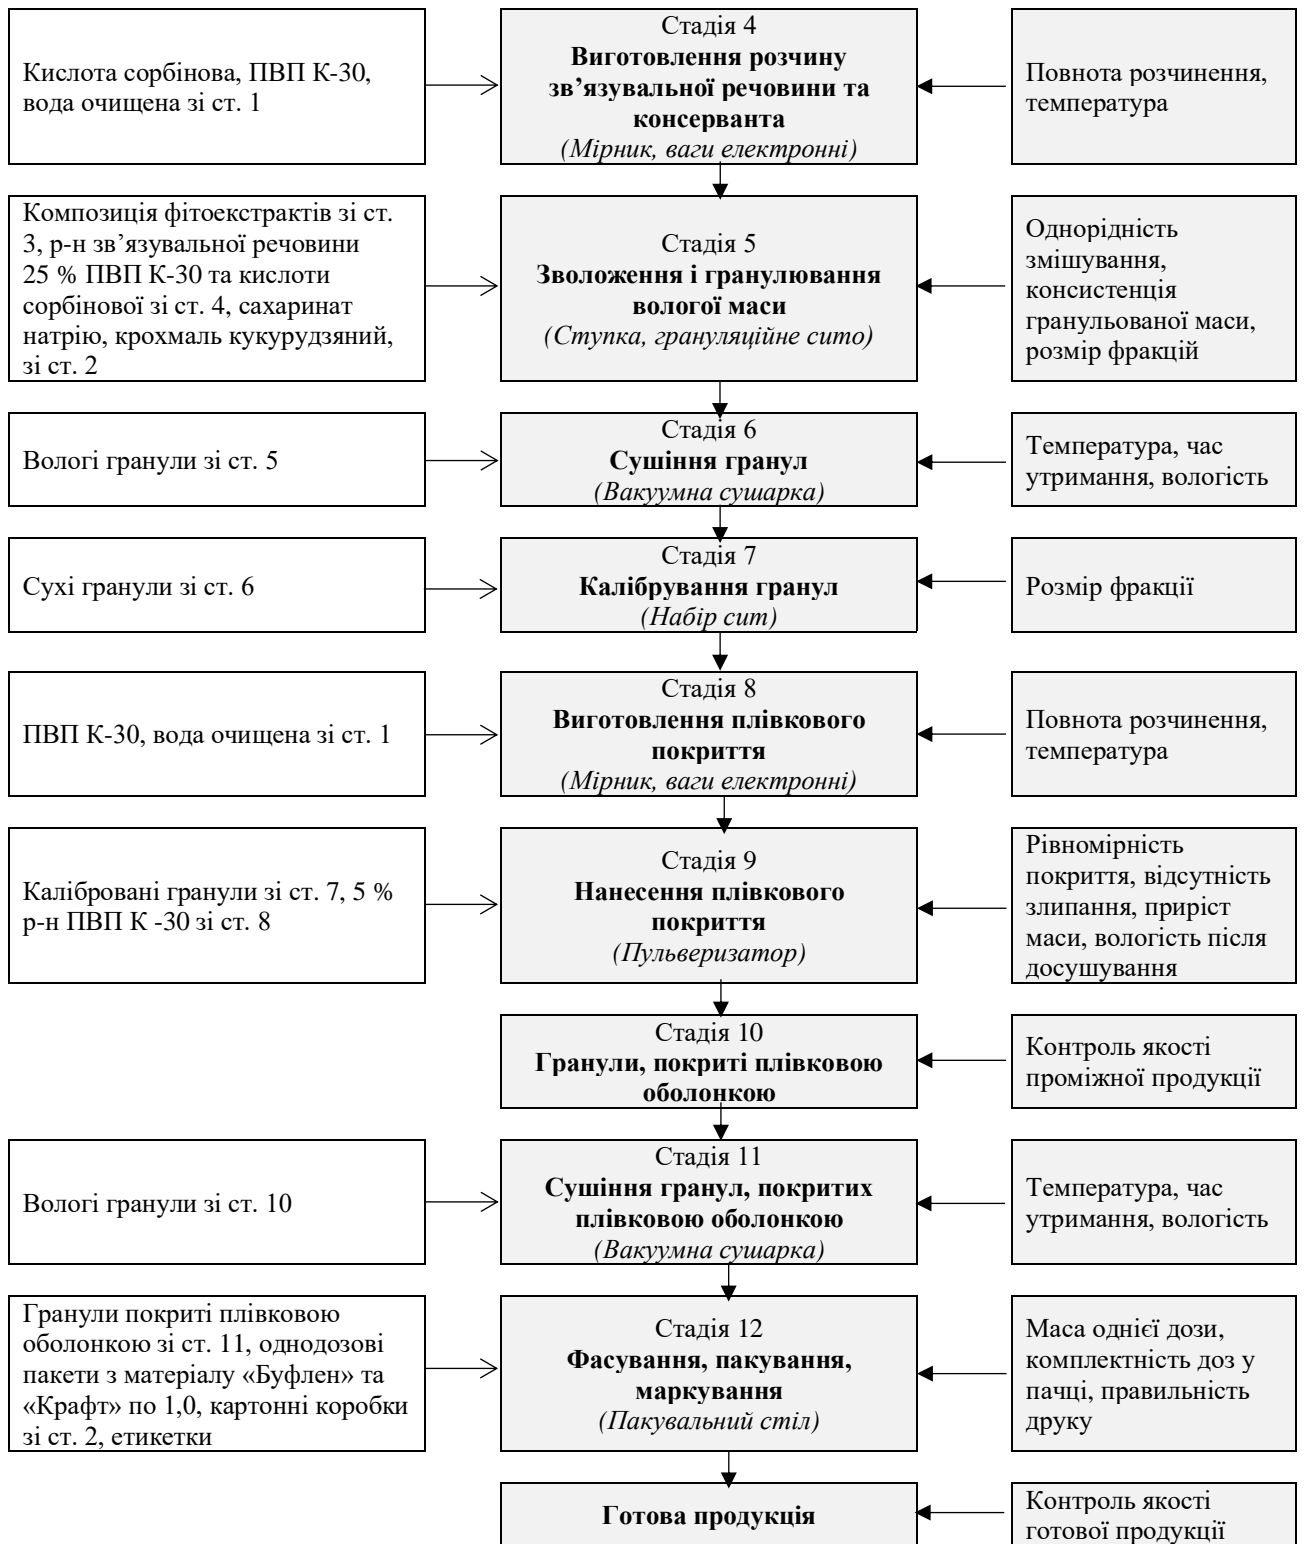 Кислота сорбінова, ПВП К-30,
вода очищена зі ст. 1
Стадія 4
Виготовлення розчину
зв’язувальної речовини та
консерванта
(Мірник, ваги електронні)
Повнота розчинення,
температура
Композиція фітоекстрактів зі ст.
3, р-н зв’язувальної речовини
25 % ПВП К-30 та кислоти
сорбінової зі ст. 4, сахаринат
натрію, крохмаль кукурудзяний,
зі ст. 2
Стадія 5
Зволоження і гранулювання
вологої маси
(Ступка, грануляційне сито)
Однорідність
змішування,
консистенція
гранульованої маси,
розмір фракцій
Вологі гранули зі ст. 5
Стадія 6
Сушіння гранул
(Вакуумна сушарка)
Температура, час
утримання, вологість
Сухі гранули зі ст. 6
Стадія 7
Калібрування гранул
(Набір сит)
Розмір фракції
ПВП К-30, вода очищена зі ст. 1
Стадія 8
Виготовлення плівкового
покриття
(Мірник, ваги електронні)
Повнота розчинення,
температура
Калібровані гранули зі ст. 7, 5 %
р-н ПВП К -30 зі ст. 8
Стадія 9
Нанесення плівкового
покриття
(Пульверизатор)
Рівномірність
покриття, відсутність
злипання, приріст
маси, вологість після
досушування
Стадія 10
Гранули, покриті плівковою
оболонкою
Контроль якості
проміжної продукції
Вологі гранули зі ст. 10
Стадія 11
Сушіння гранул, покритих
плівковою оболонкою
(Вакуумна сушарка)
Температура, час
утримання, вологість
Гранули покриті плівковою
оболонкою зі ст. 11, однодозові
пакети з матеріалу «Буфлен» та
«Крафт» по 1,0, картонні коробки
зі ст. 2, етикетки
Стадія 12
Фасування, пакування,
маркування
(Пакувальний стіл)
Маса однієї дози,
комплектність доз у
пачці, правильність
друку
Готова продукція
Контроль якості
готової продукції